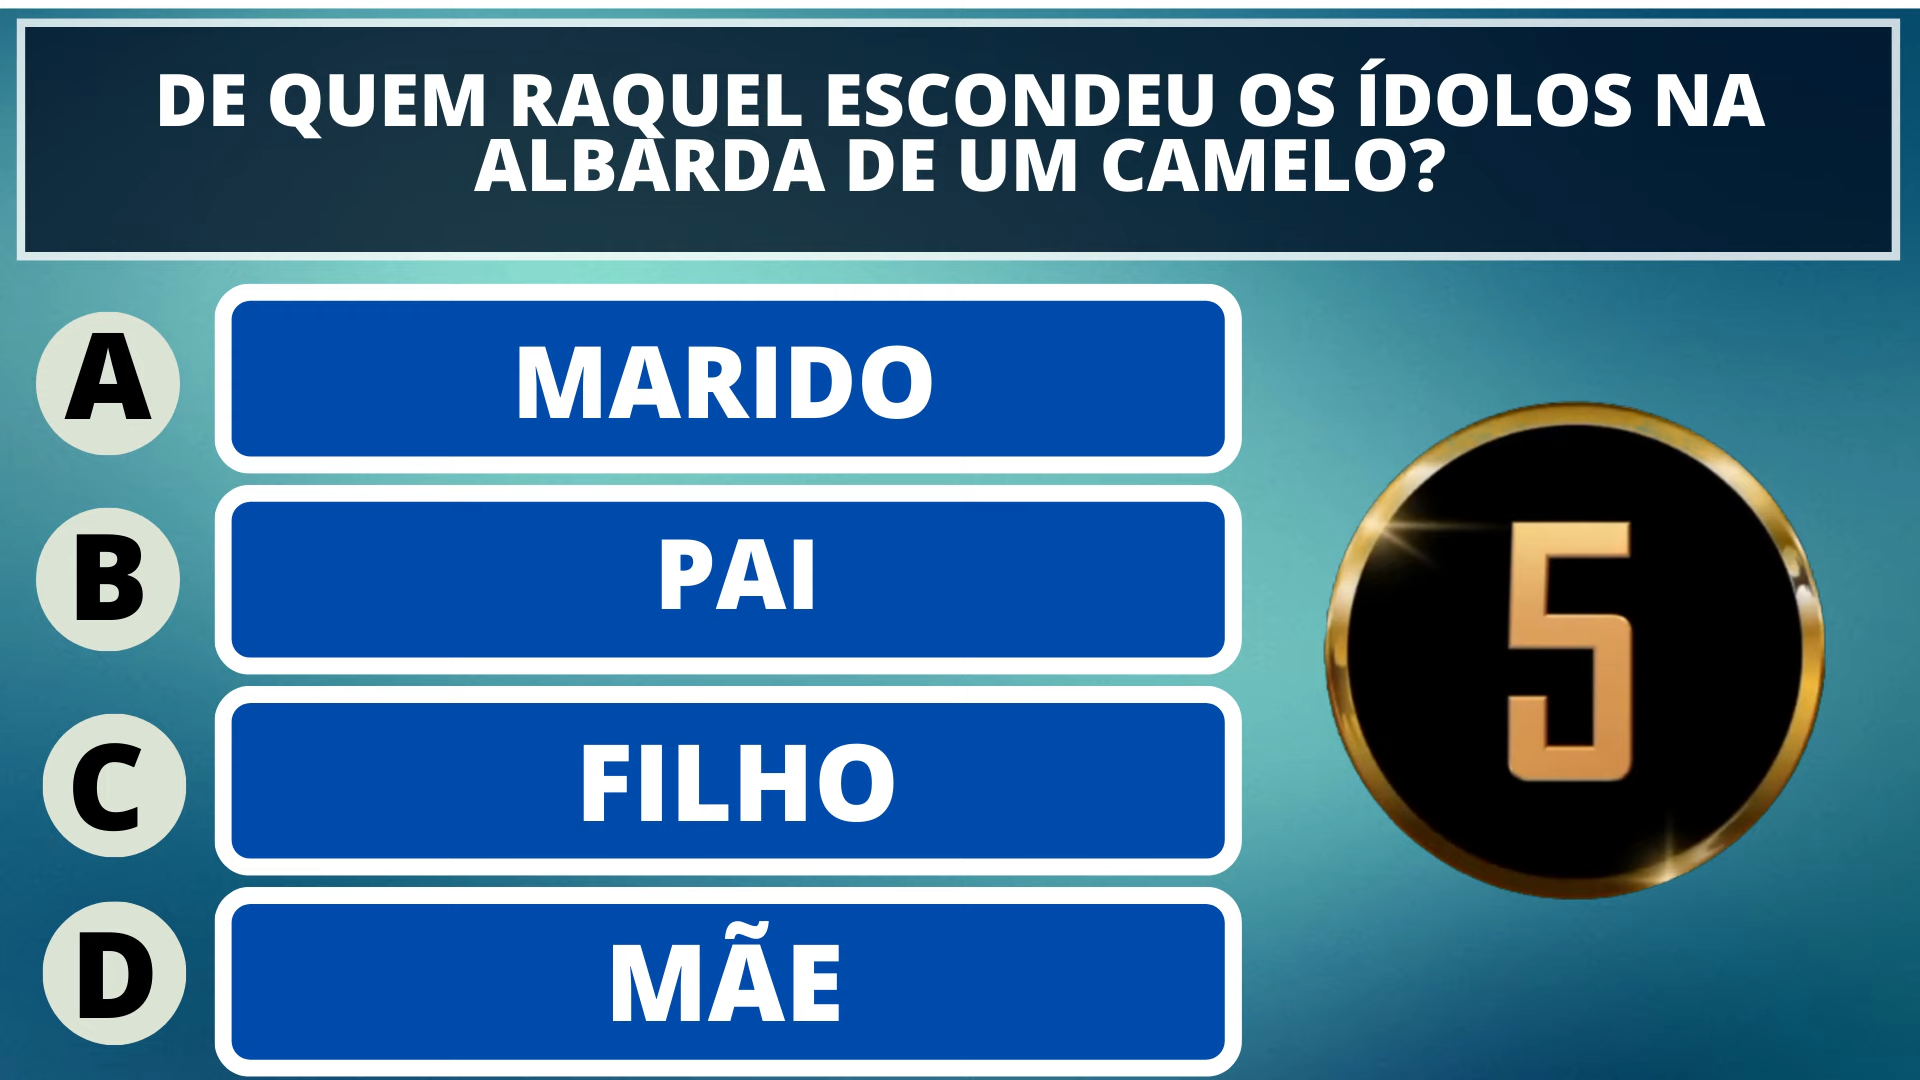 DE QUEM RAQUEL ESCONDEU OS ÍDOLOS NA
ALBARDA DE UM CAMELO?
A
MARIDO
B
PAI
C
FILHO
D
MÃE
5